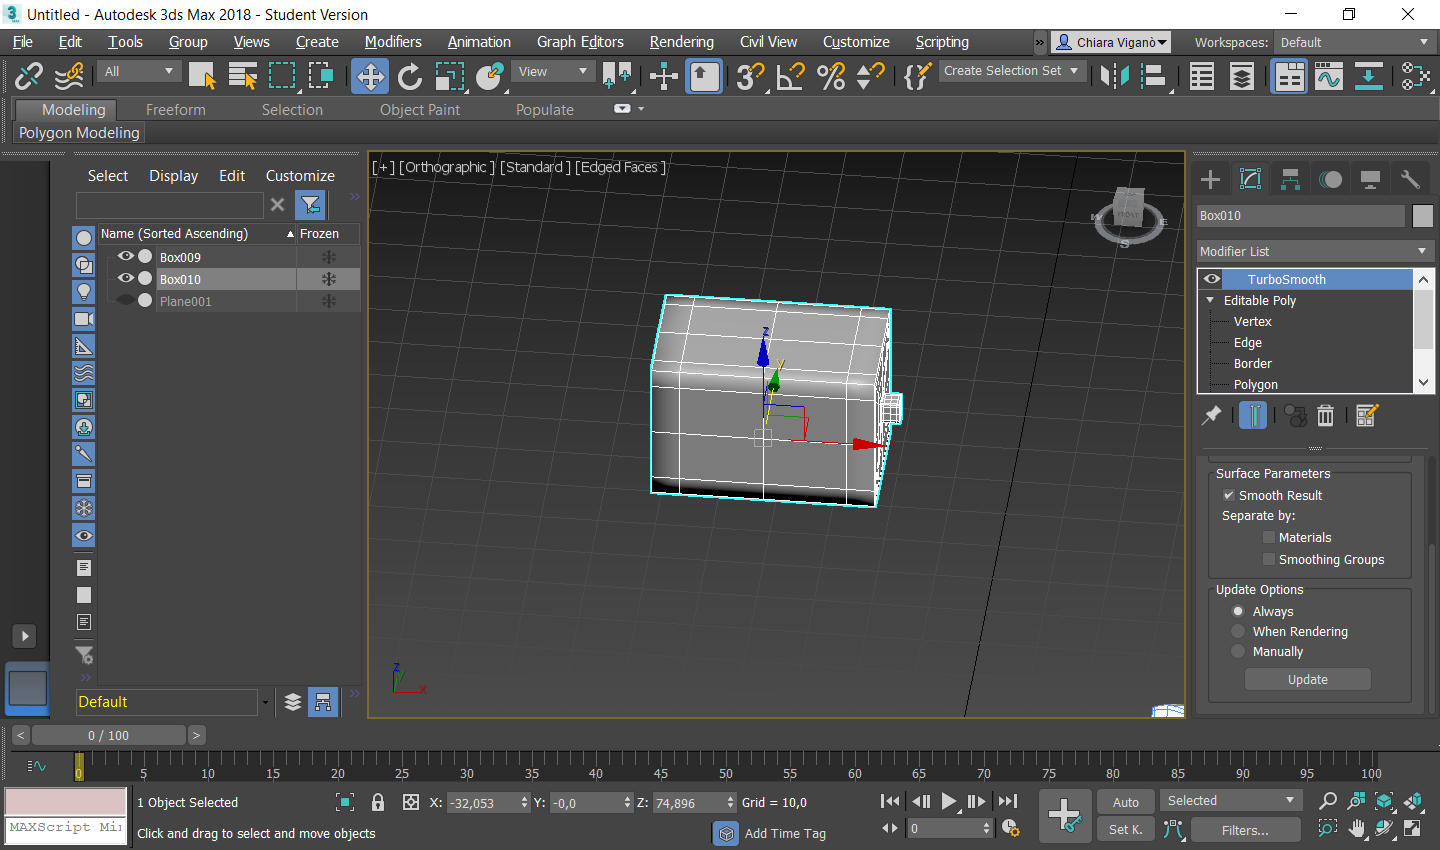 Untitled - Autodesk 3ds Max 2018 - Student Version
File Edit Tools Group Views Create Modifiers Animation Graph Editors Rendering Civil View Customize Scripting » Chiara Viganò Workspaces: Default
All View Create Selection Set
Modeling Freeform Selection Object Paint Populate
Polygon Modeling
Select Display Edit Customize
[+] [Orthographic ] [Standard ] [Edged Faces ]
Name (Sorted Ascending) Frozen
Box009
Box010
Plane001
Default
z
y
z
x
FRONT
W
E
S
Box010
Modifier List
TurboSmooth
Editable Poly
Vertex
Edge
Border
Polygon
Surface Parameters
Smooth Result
Separate by:
Materials
Smoothing Groups
Update Options
Always
When Rendering
Manually
Update
< 0 / 100 >
0 5 10 15 20 25 30 35 40 45 50 55 60 65 70 75 80 85 90 95 100
1 Object Selected X: -32,053 Y: -0,0 Z: 74,896 Grid = 10,0
MAXScript Mi
Click and drag to select and move objects
Add Time Tag
0
Auto Selected
Set K. Filters...